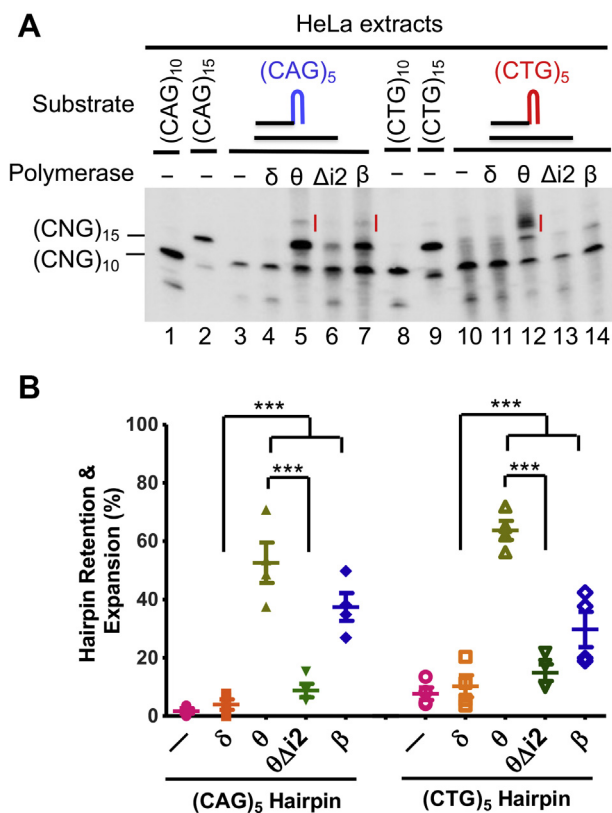 A
HeLa extracts
Substrate
(CAG)10
(CAG)15
(CAG)5
(CTG)10
(CTG)15
(CTG)5
Polymerase – – – δ θ Δi2 β – – – δ θ Δi2 β
(CNG)15
(CNG)10
1 2 3 4 5 6 7 8 9 10 11 12 13 14
B
Hairpin Retention &
Expansion (%)
100
80
60
40
20
0
*** ***
*** ***
– δ θ θΔi2 β – δ θ θΔi2 β
(CAG)5 Hairpin (CTG)5 Hairpin